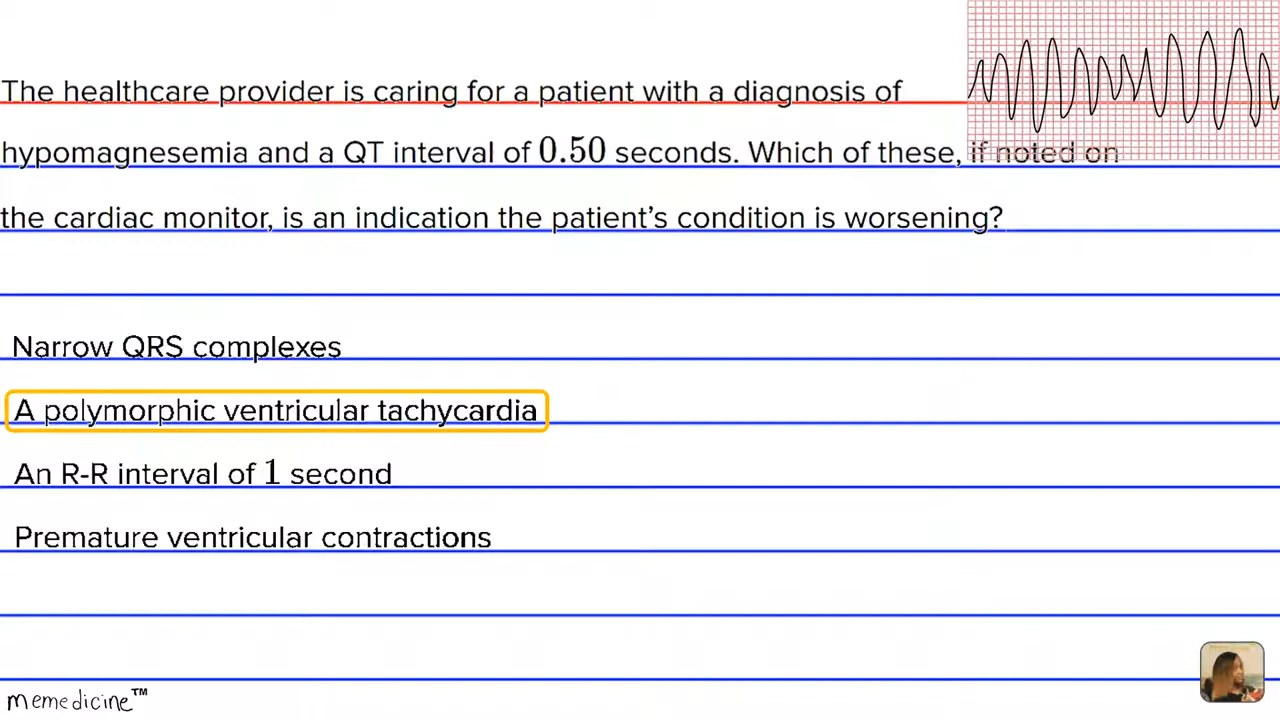 The healthcare provider is caring for a patient with a diagnosis of
hypomagnesemia and a QT interval of 0.50 seconds. Which of these, if noted on
the cardiac monitor, is an indication the patient’s condition is worsening?
Narrow QRS complexes
A polymorphic ventricular tachycardia
An R-R interval of 1 second
Premature ventricular contractions
memedicine™